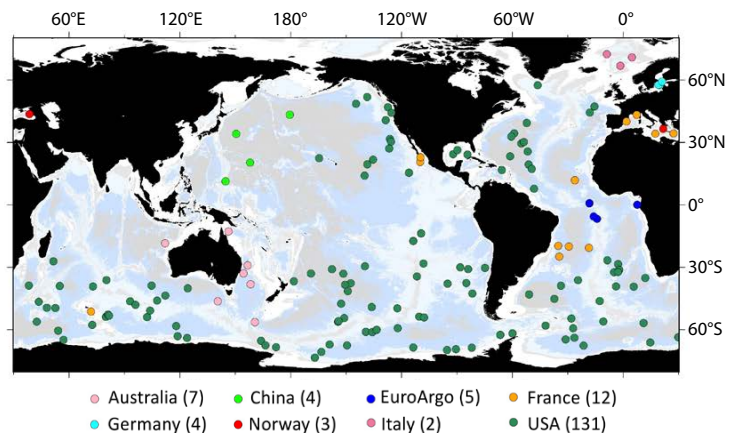 60°E 120°E 180° 120°W 60°W 0°
60°N
30°N
0°
30°S
60°S
Australia (7) China (4) EuroArgo (5) France (12)
Germany (4) Norway (3) Italy (2) USA (131)